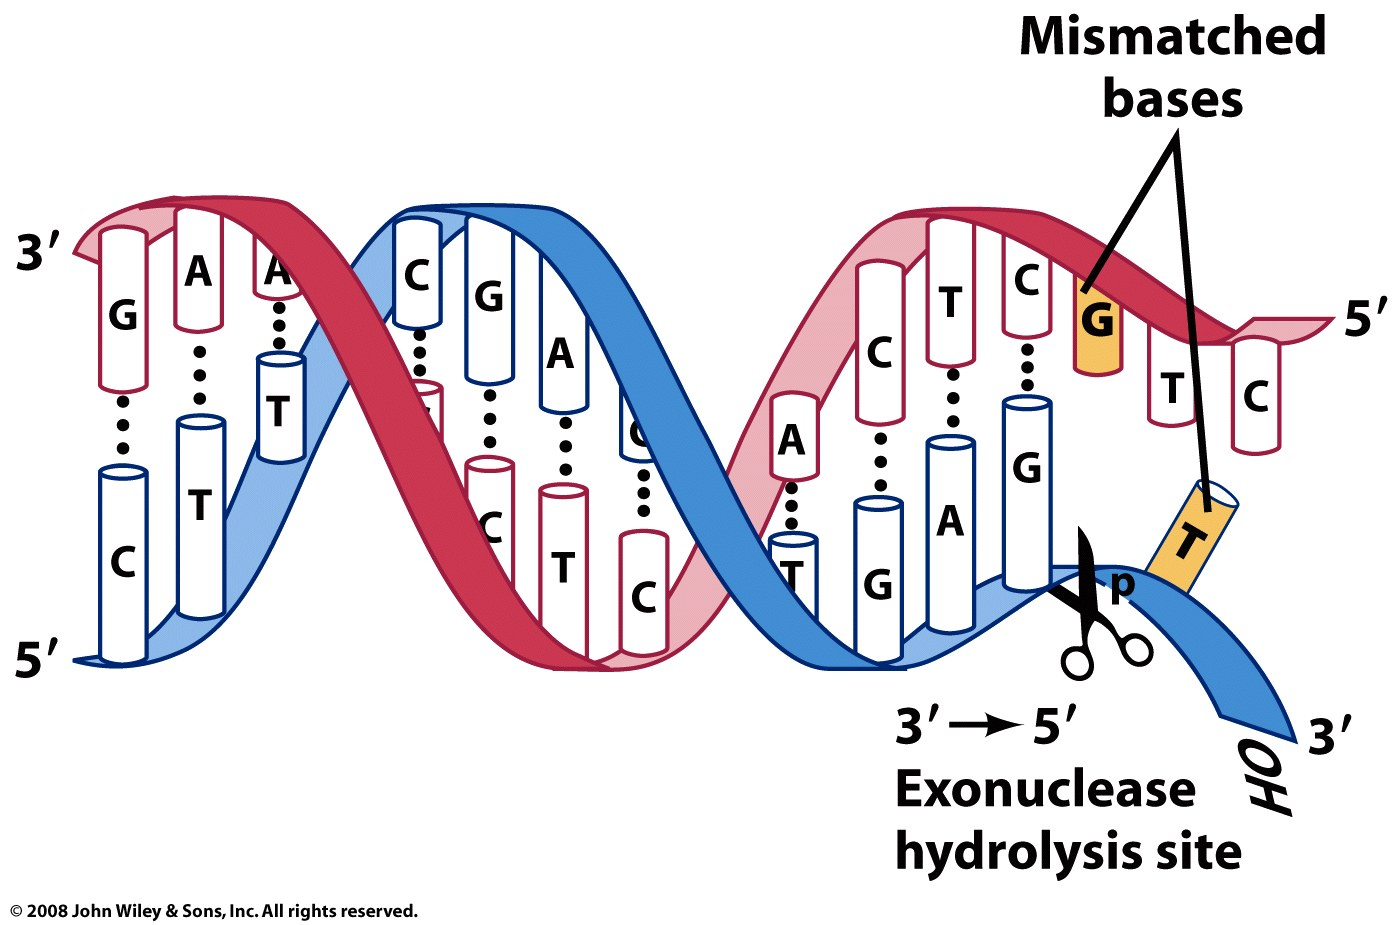 Mismatched
bases
3′
5′
G A A C G A T C G T C
C T T C T C A G A G T
G
p
5′
3′
3′ → 5′
Exonuclease
hydrolysis site
OH
© 2008 John Wiley & Sons, Inc. All rights reserved.